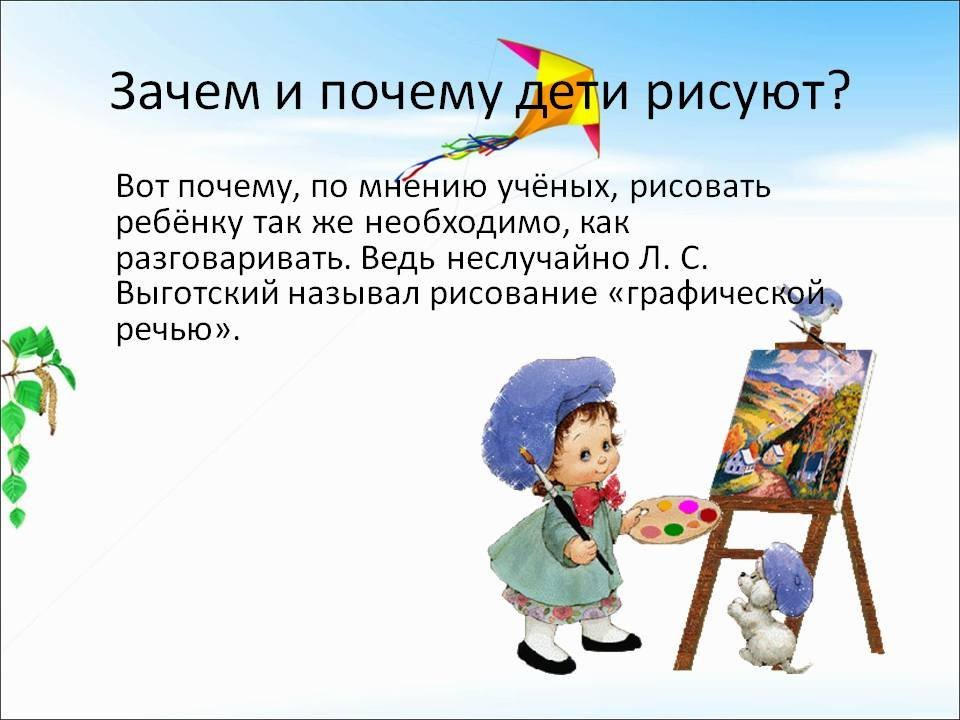 Зачем и почему дети рисуют?
Вот почему, по мнению учёных, рисовать
ребёнку так же необходимо, как
разговаривать. Ведь неслучайно Л. С.
Выготский называл рисование «графической
речью».